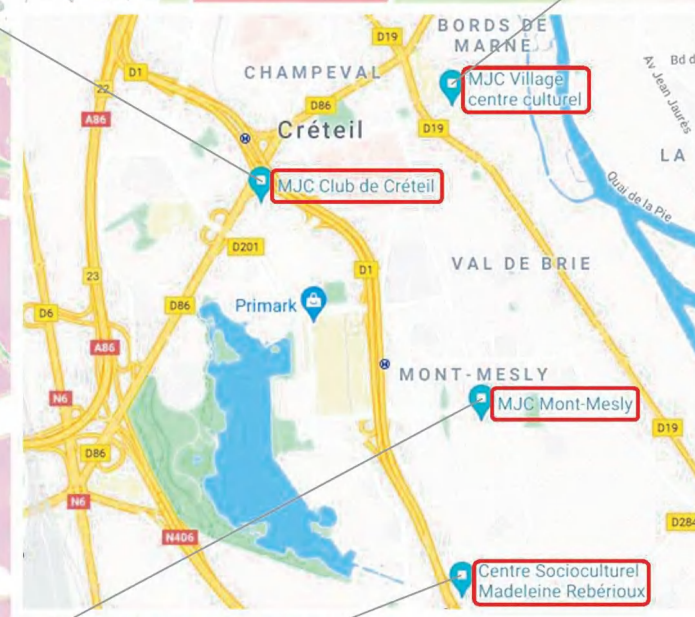 BORDS DE
MARNE
D19
Bd d
D1
CHAMPEVAL
MJC Village
centre culturel
Av Jean Jaurès
22
D86
A86
Créteil
D19
LA
MJC Club de Créteil
Quai de la Pie
D201
VAL DE BRIE
23
D1
D86
Primark
D6
A86
MONT-MESLY
N6
MJC Mont-Mesly
D19
D86
N6
D284
N406
Centre Socioculturel
Madeleine Rebérioux